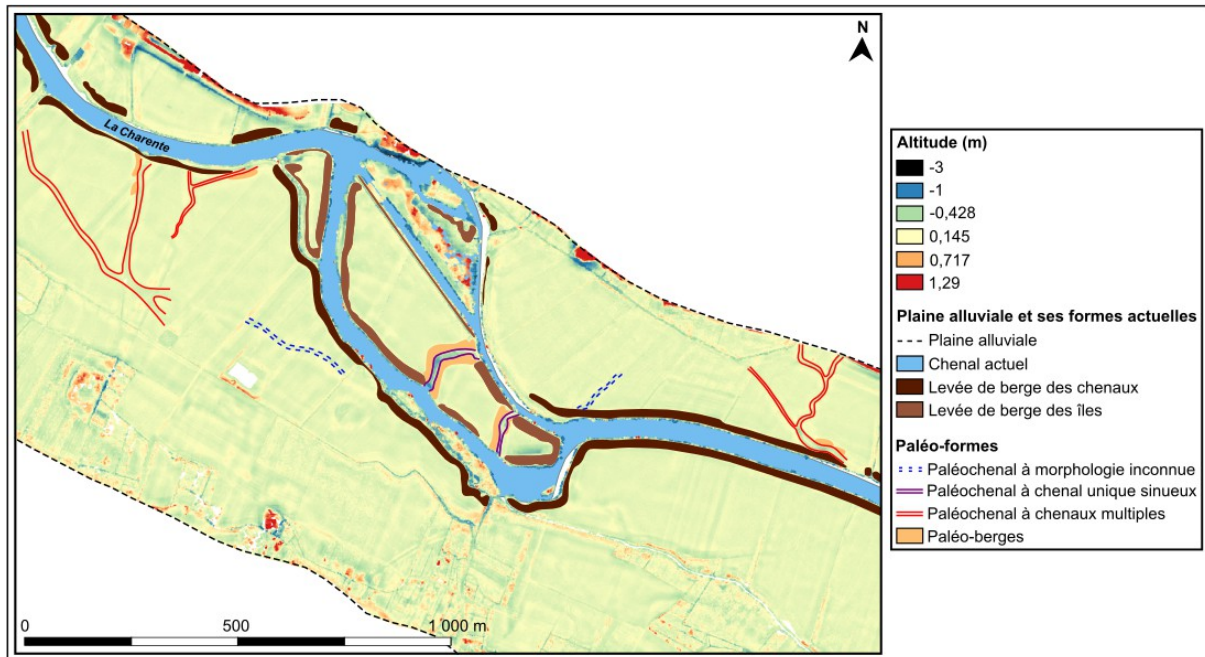 N
La Charente
0
500
1 000 m
Altitude (m)
-3
-1
-0,428
0,145
0,717
1,29
Plaine alluviale et ses formes actuelles
Plaine alluviale
Chenal actuel
Levée de berge des chenaux
Levée de berge des îles
Paléo-formes
Paléochenal à morphologie inconnue
Paléochenal à chenal unique sinueux
Paléochenal à chenaux multiples
Paléo-berges